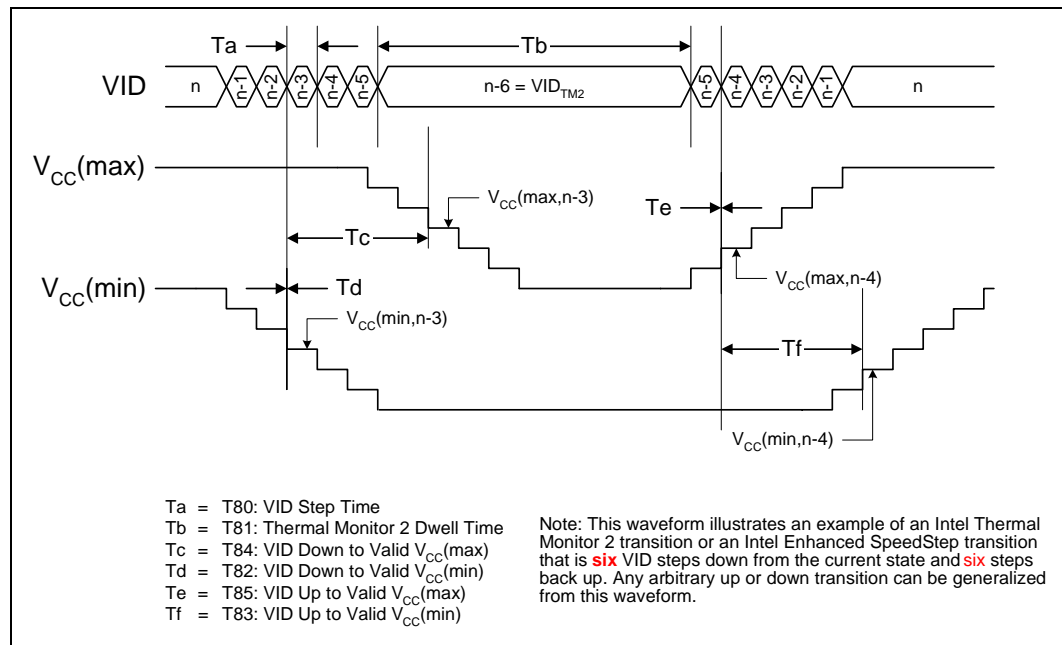 Ta
Tb
VID
n
n-1
n-2
n-3
n-4
n-5
n-6 = VID_TM2
n-5
n-4
n-3
n-2
n-1
n
V_CC(max)
V_CC(max,n-3)
Te
Tc
V_CC(max,n-4)
V_CC(min)
Td
V_CC(min,n-3)
Tf
V_CC(min,n-4)
Ta = T80: VID Step Time
Tb = T81: Thermal Monitor 2 Dwell Time
Tc = T84: VID Down to Valid V_CC(max)
Td = T82: VID Down to Valid V_CC(min)
Te = T85: VID Up to Valid V_CC(max)
Tf = T83: VID Up to Valid V_CC(min)
Note: This waveform illustrates an example of an Intel Thermal
Monitor 2 transition or an Intel Enhanced SpeedStep transition
that is six VID steps down from the current state and six steps
back up. Any arbitrary up or down transition can be generalized
from this waveform.